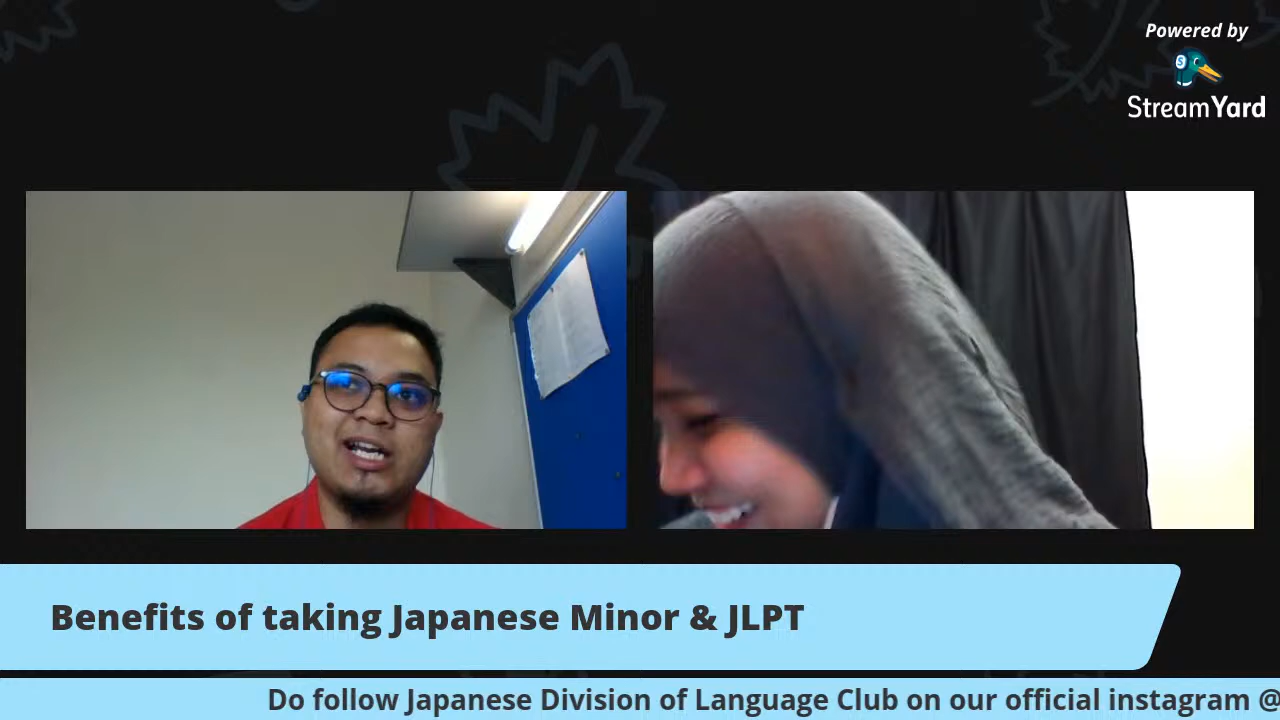 Powered by
StreamYard
Benefits of taking Japanese Minor & JLPT
Do follow Japanese Division of Language Club on our official instagram @